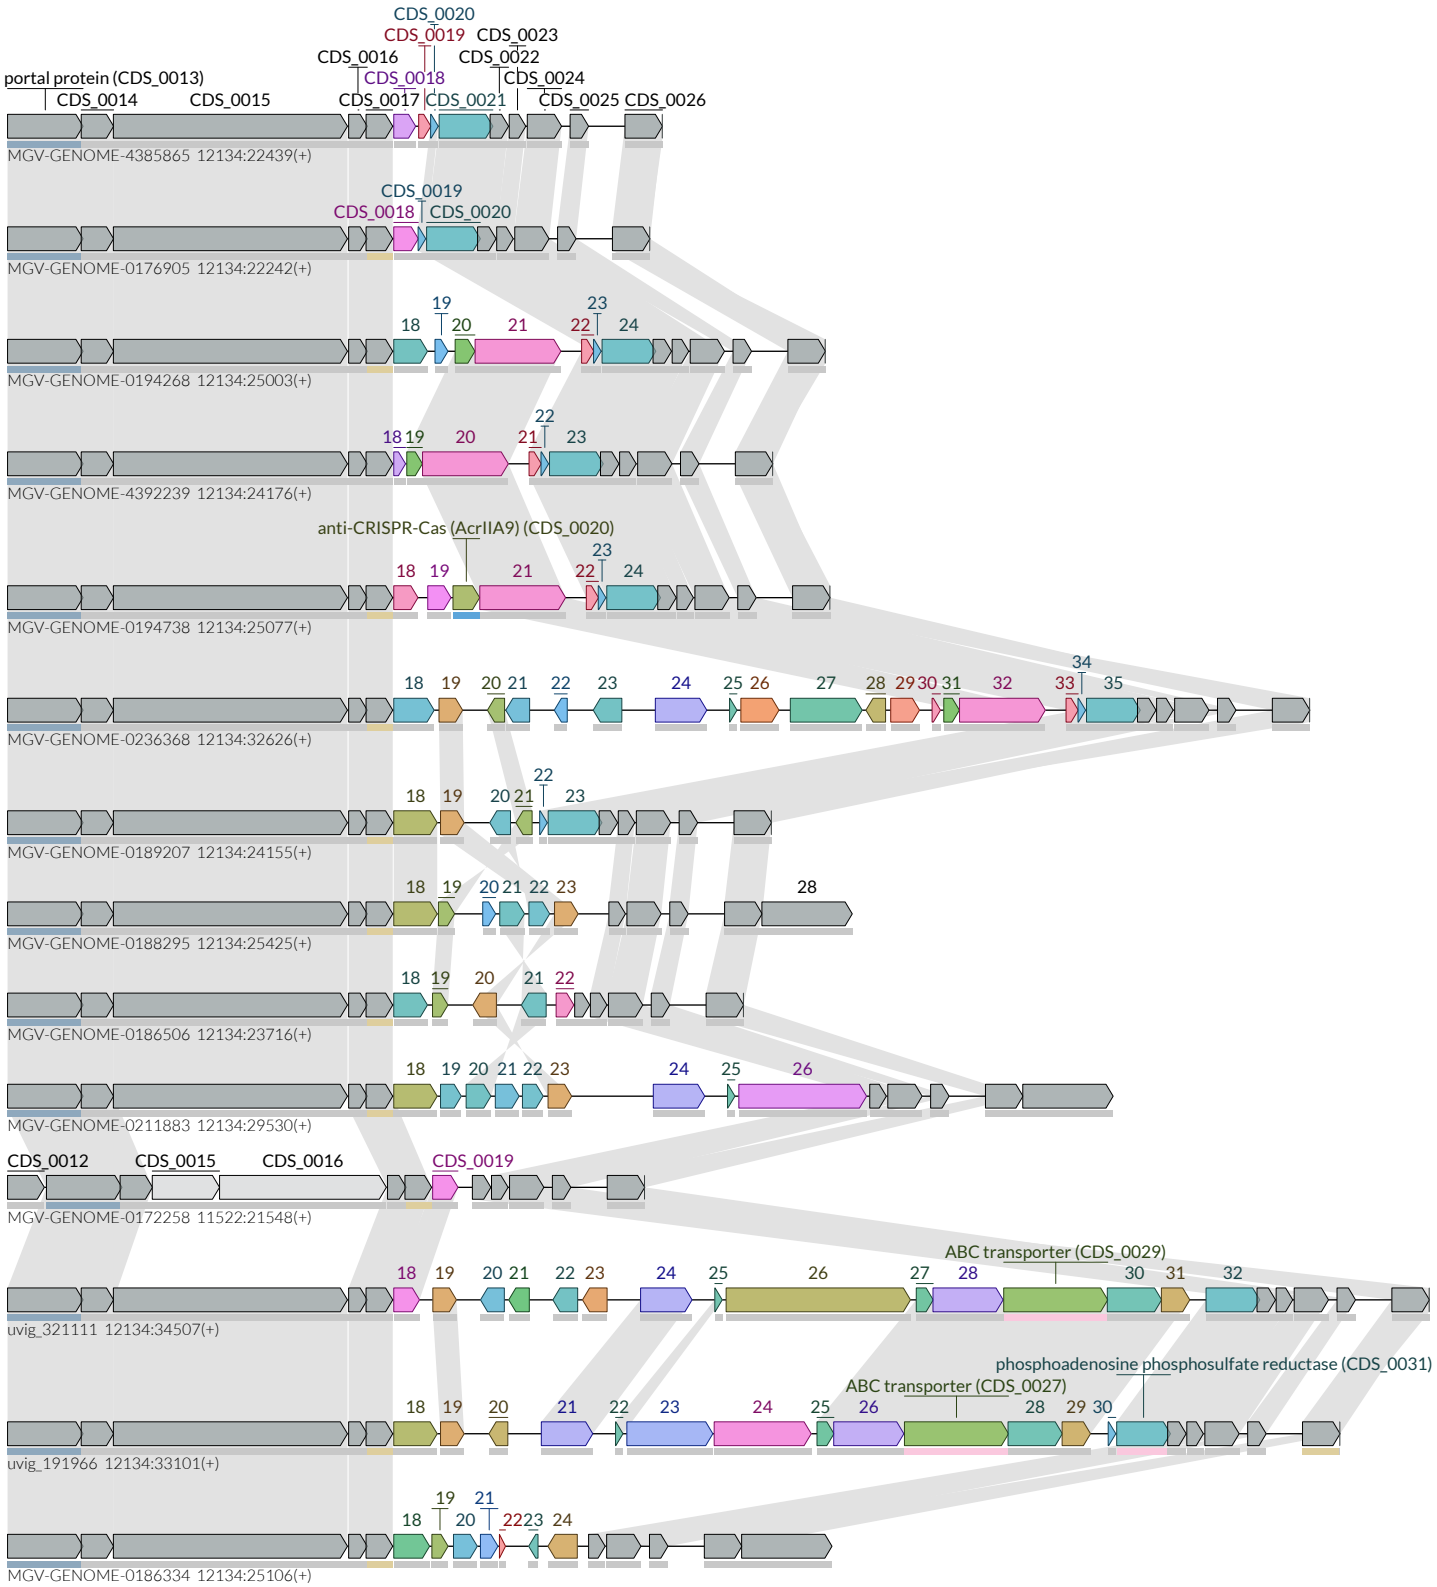 CDS_0020
CDS_0019 CDS_0023
CDS_0016 CDS_0022
portal protein (CDS_0013) CDS_0018 CDS_0024
CDS_0014 CDS_0015 CDS_0017 CDS_0021 CDS_0025 CDS_0026
MGV-GENOME-4385865 12134:22439(+)
CDS_0019
CDS_0018 CDS_0020
MGV-GENOME-0176905 12134:22242(+)
19 23
18 20 21 22 24
MGV-GENOME-0194268 12134:25003(+)
22
18 19 20 21 23
MGV-GENOME-4392239 12134:24176(+)
anti-CRISPR-Cas (AcrIIA9) (CDS_0020)
23
18 19 21 22 24
MGV-GENOME-0194738 12134:25077(+)
34
18 19 20 21 22 23 24 25 26 27 28 29 30 31 32 33 35
MGV-GENOME-0236368 12134:32626(+)
22
18 19 20 21 23
MGV-GENOME-0189207 12134:24155(+)
18 19 20 21 22 23 28
MGV-GENOME-0188295 12134:25425(+)
18 19 20 21 22
MGV-GENOME-0186506 12134:23716(+)
18 19 20 21 22 23 24 25 26
MGV-GENOME-0211883 12134:29530(+)
CDS_0012 CDS_0015 CDS_0016 CDS_0019
MGV-GENOME-0172258 11522:21548(+)
ABC transporter (CDS_0029)
18 19 20 21 22 23 24 25 26 27 28 30 31 32
uvig_321111 12134:34507(+)
phosphoadenosine phosphosulfate reductase (CDS_0031)
ABC transporter (CDS_0027)
18 19 20 21 22 23 24 25 26 28 29 30
uvig_191966 12134:33101(+)
19 21
18 20 22 23 24
MGV-GENOME-0186334 12134:25106(+)